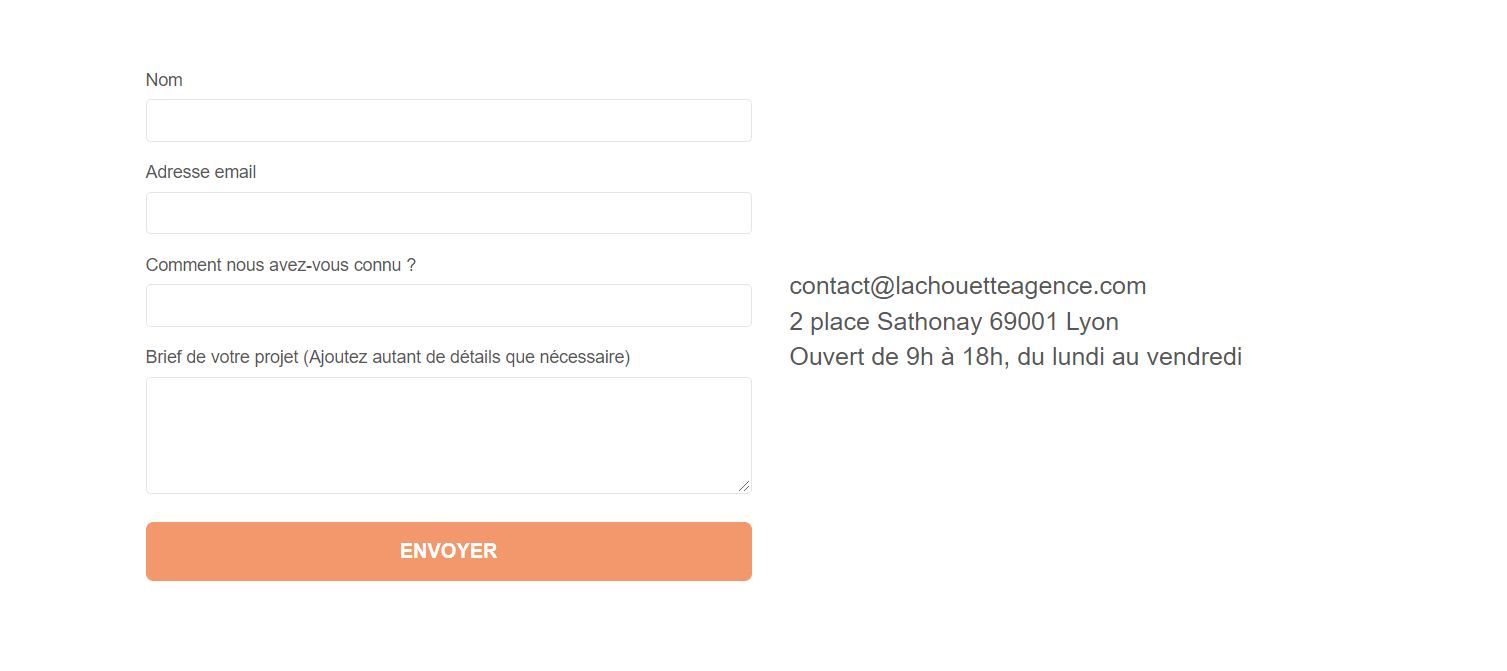 Nom
Adresse email
Comment nous avez-vous connu ?
Brief de votre projet (Ajoutez autant de détails que nécessaire)
ENVOYER
contact@lachouetteagence.com
2 place Sathonay 69001 Lyon
Ouvert de 9h à 18h, du lundi au vendredi